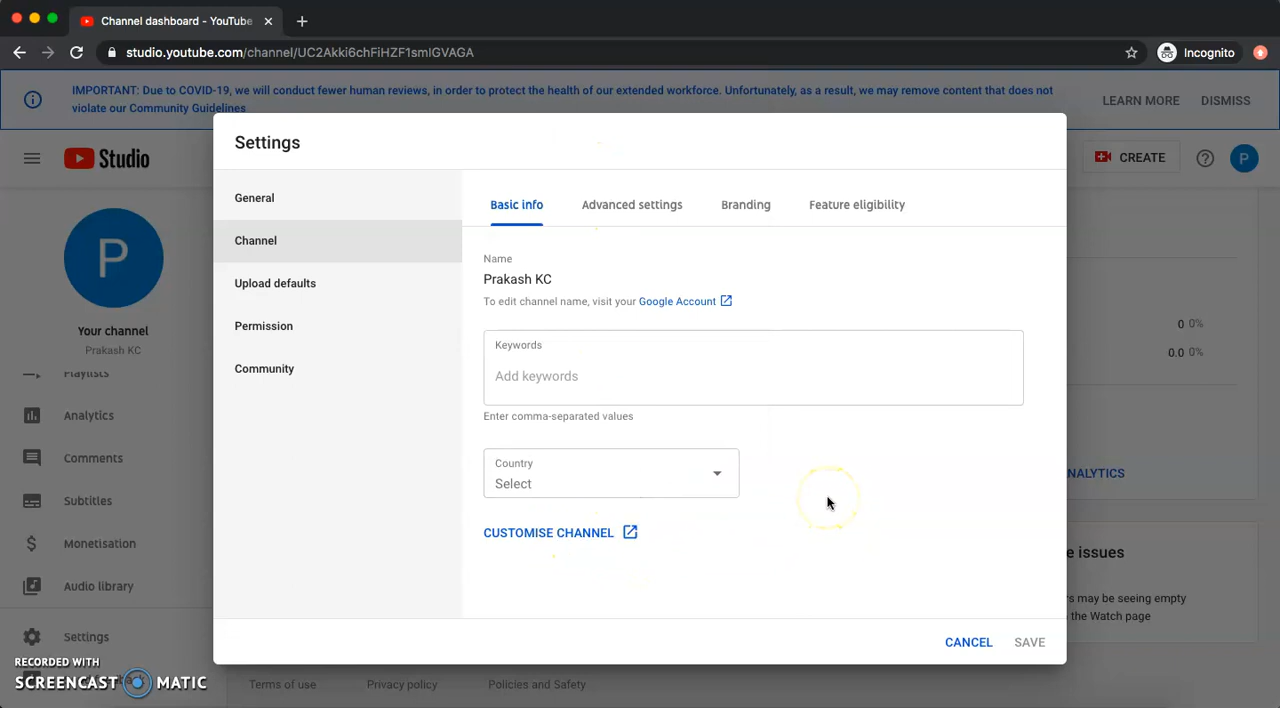 Channel dashboard - YouTube
studio.youtube.com/channel/UC2Akki6chFiHZF1smIGVAGA
Incognito
IMPORTANT: Due to COVID-19, we will conduct fewer human reviews, in order to protect the health of our extended workforce. Unfortunately, as a result, we may remove content that does not
violate our Community Guidelines
LEARN MORE
DISMISS
Studio
CREATE
P
P
Your channel
Prakash KC
Playlists
Analytics
Comments
Subtitles
Monetisation
Audio library
Settings
Settings
General
Channel
Upload defaults
Permission
Community
Basic info
Advanced settings
Branding
Feature eligibility
Name
Prakash KC
To edit channel name, visit your Google Account
Keywords
Add keywords
Enter comma-separated values
Country
Select
CUSTOMISE CHANNEL
CANCEL
SAVE
0 0%
0.0 0%
NALYTICS
e issues
rs may be seeing empty
the Watch page
RECORDED WITH
SCREENCAST MATIC
Terms of use
Privacy policy
Policies and Safety